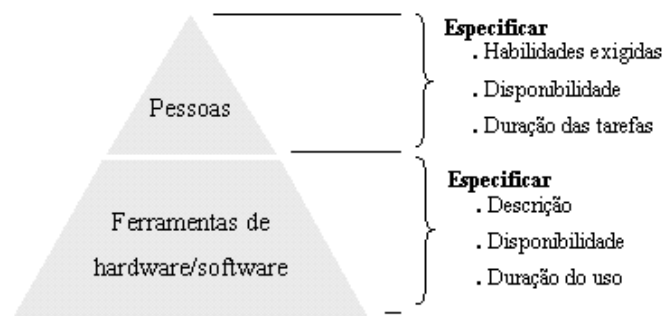 Pessoas
Ferramentas de
hardware/software
Especificar
. Habilidades exigidas
. Disponibilidade
. Duração das tarefas
Especificar
. Descrição
. Disponibilidade
. Duração do uso